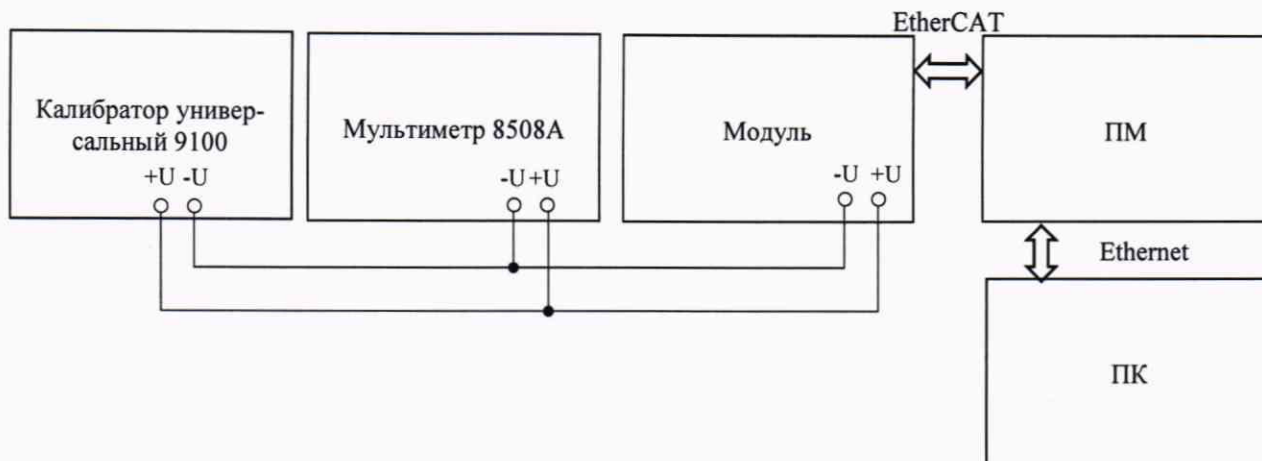 EtherCAT
Калибратор универ-
сальный 9100
Мультиметр 8508А
Модуль
ПМ
+U -U
-U +U
-U +U
Ethernet
ПК